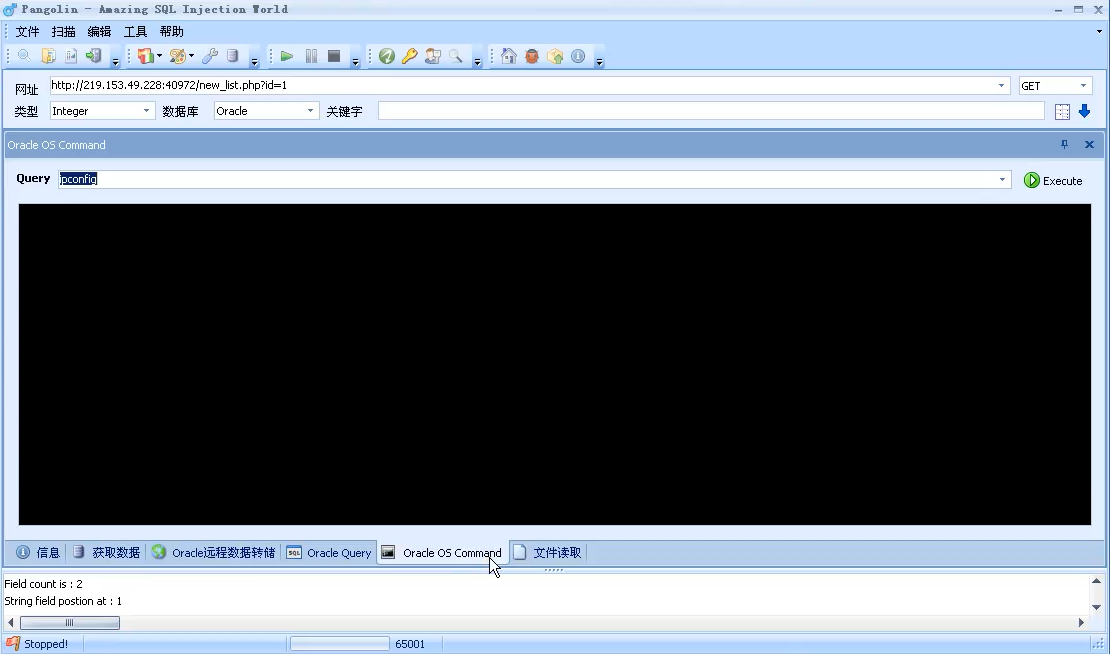 Pangolin - Amazing SQL Injection World
文件 扫描 编辑 工具 帮助
网址 http://219.153.49.228:40972/new_list.php?id=1 GET
类型 Integer 数据库 Oracle 关键字
Oracle OS Command
Query ipconfig Execute
信息 获取数据 Oracle远程数据转储 SQL Oracle Query Oracle OS Command 文件读取
Field count is : 2
String field postion at : 1
Stopped! 65001